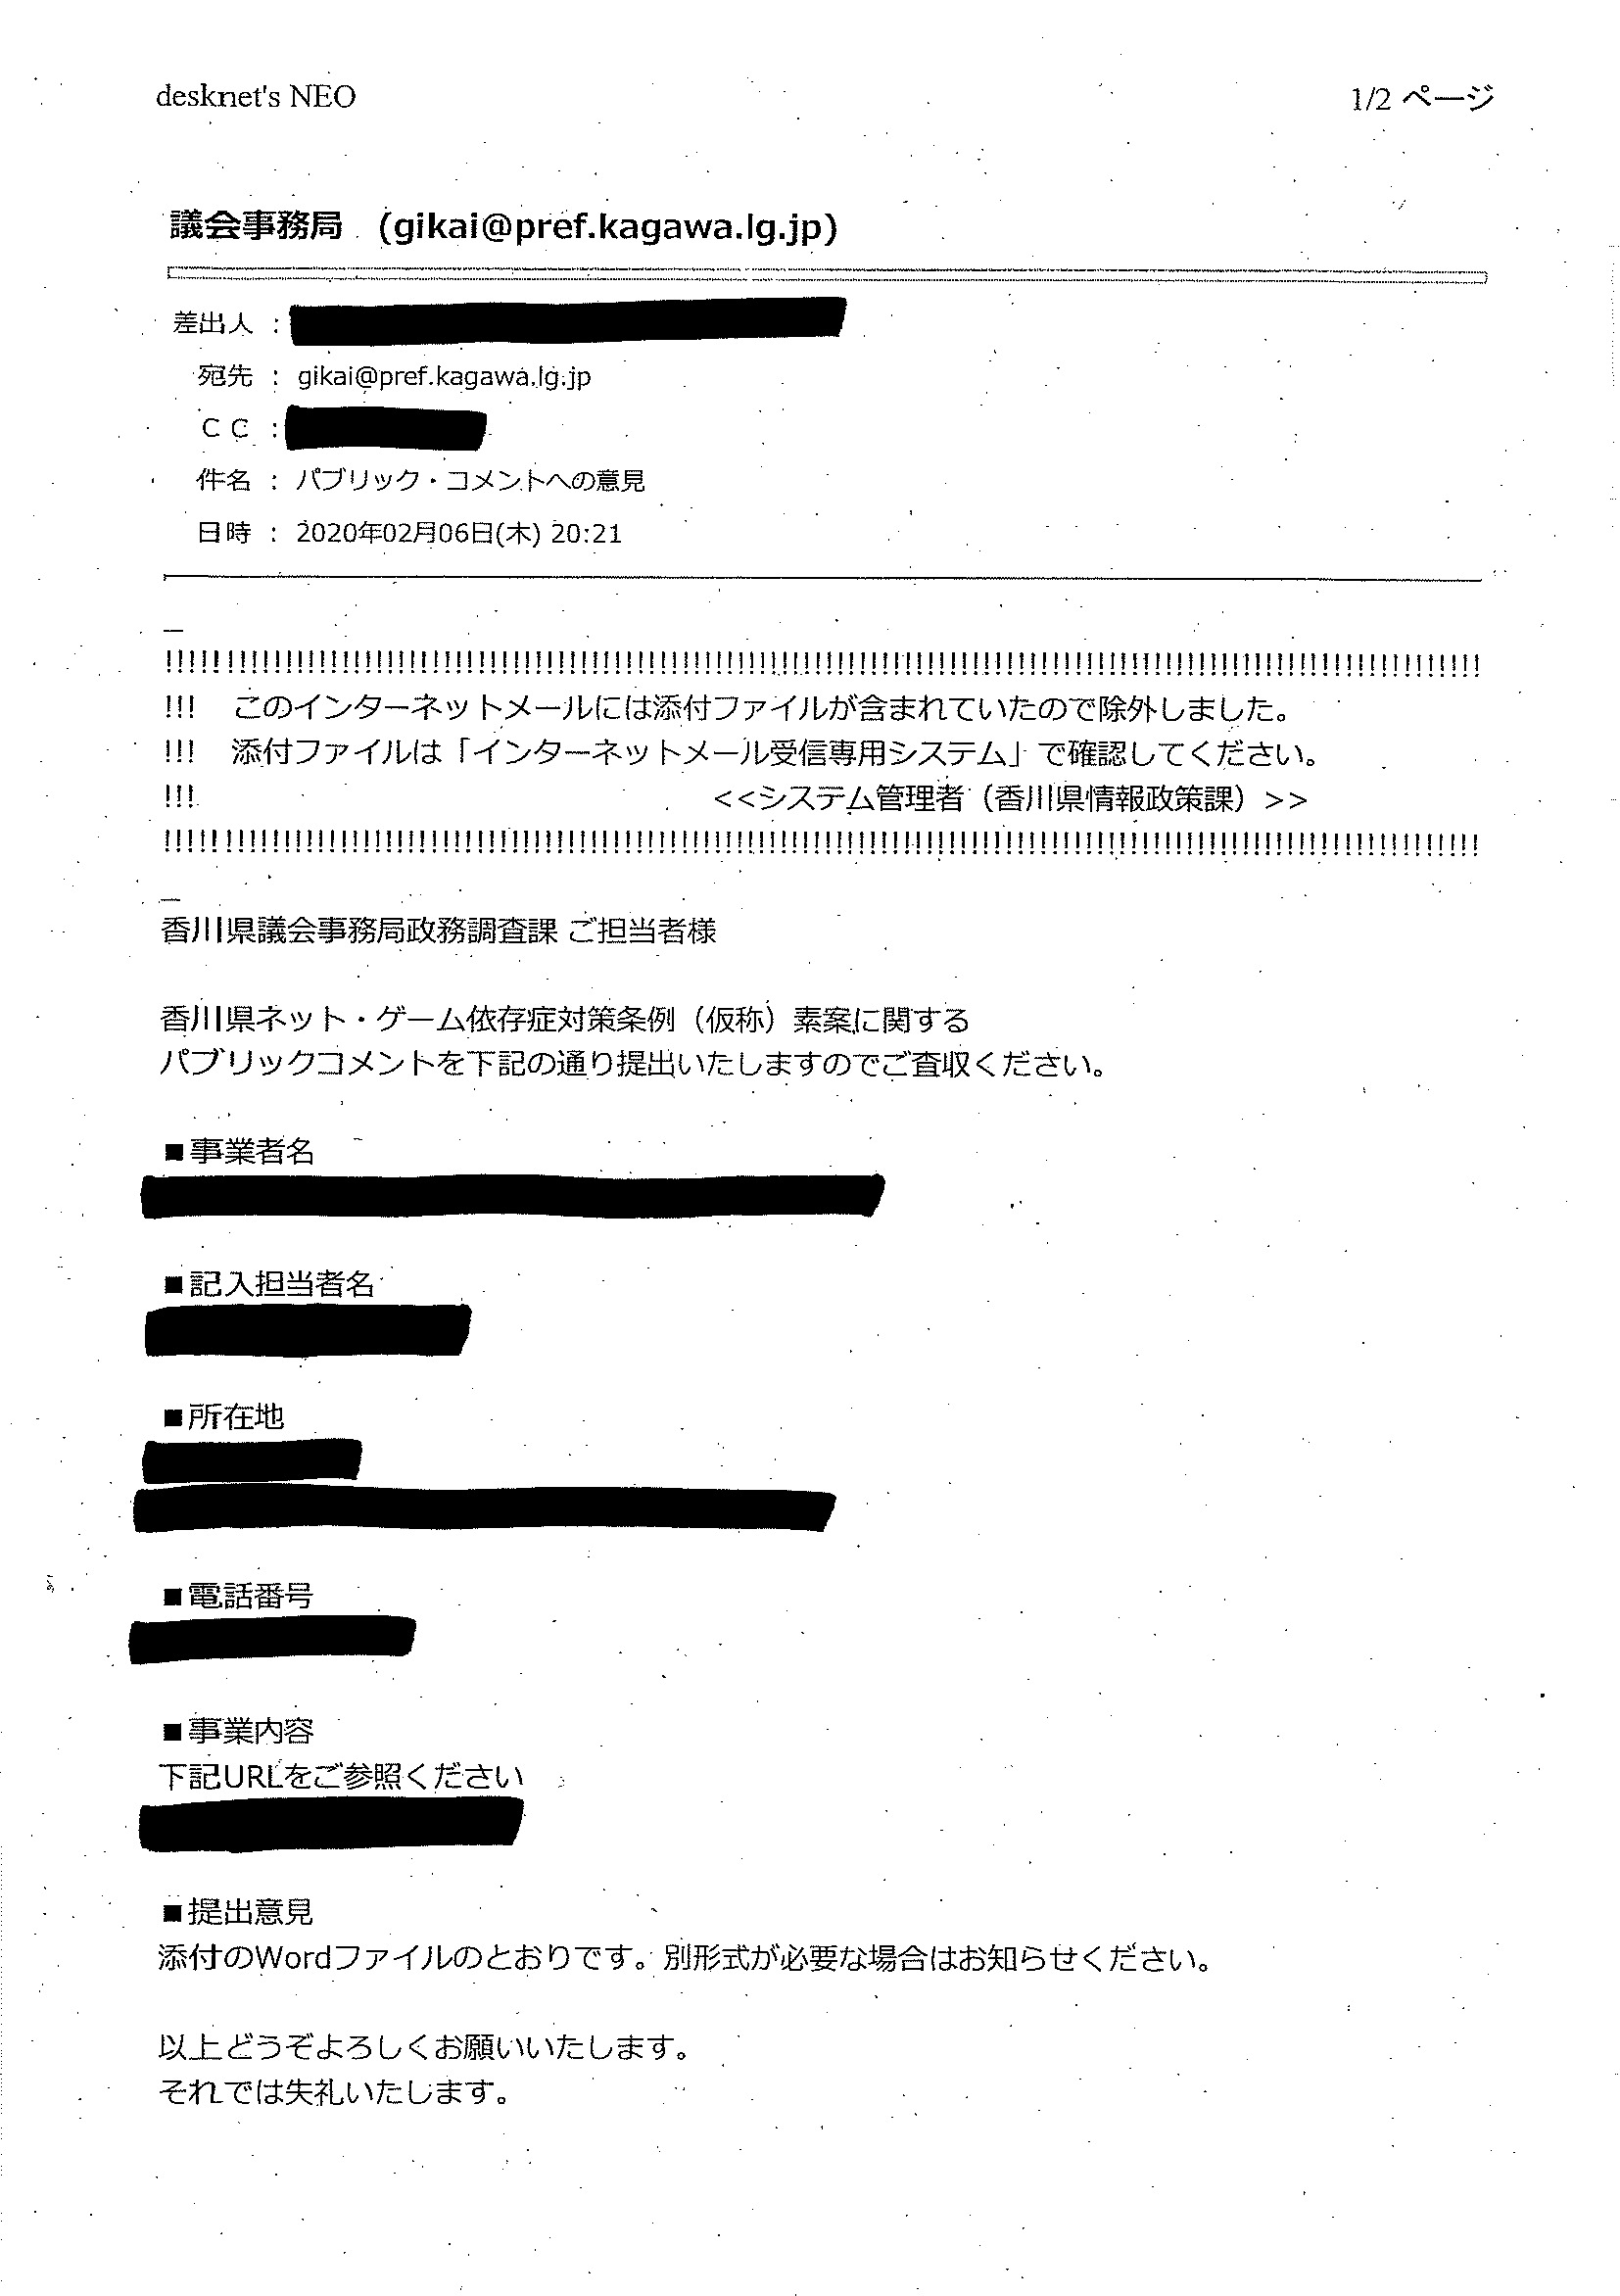 desknet's NEO
1/2 ページ
議会事務局 (gikai@pref.kagawa.lg.jp)
差出人 :
宛先 : gikai@pref.kagawa.lg.jp
ＣＣ :
件名 : パブリック・コメントへの意見
日時 : 2020年02月06日(木) 20:21
!!!!!!!!!!!!!!!!!!!!!!!!!!!!!!!!!!!!!!!!!!!!!!!!!!!!!!!!!!!!!!!!!!!!!!!!!!!!!!!!!!!!!!!!!!!!!!!!!!!!!!!!!!!!!!
!!! このインターネットメールには添付ファイルが含まれていたので除外しました。
!!! 添付ファイルは「インターネットメール受信専用システム」で確認してください。
!!! <<システム管理者（香川県情報政策課）>>
!!!!!!!!!!!!!!!!!!!!!!!!!!!!!!!!!!!!!!!!!!!!!!!!!!!!!!!!!!!!!!!!!!!!!!!!!!!!!!!!!!!!!!!!!!!!!!!!!!!!!!!!!!!!!!
香川県議会事務局政務調査課 ご担当者様
香川県ネット・ゲーム依存症対策条例（仮称）素案に関する
パブリックコメントを下記の通り提出いたしますのでご査収ください。
■事業者名
■記入担当者名
■所在地
■電話番号
■事業内容
下記URLをご参照ください
■提出意見
添付のWordファイルのとおりです。別形式が必要な場合はお知らせください。
以上どうぞよろしくお願いいたします。
それでは失礼いたします。